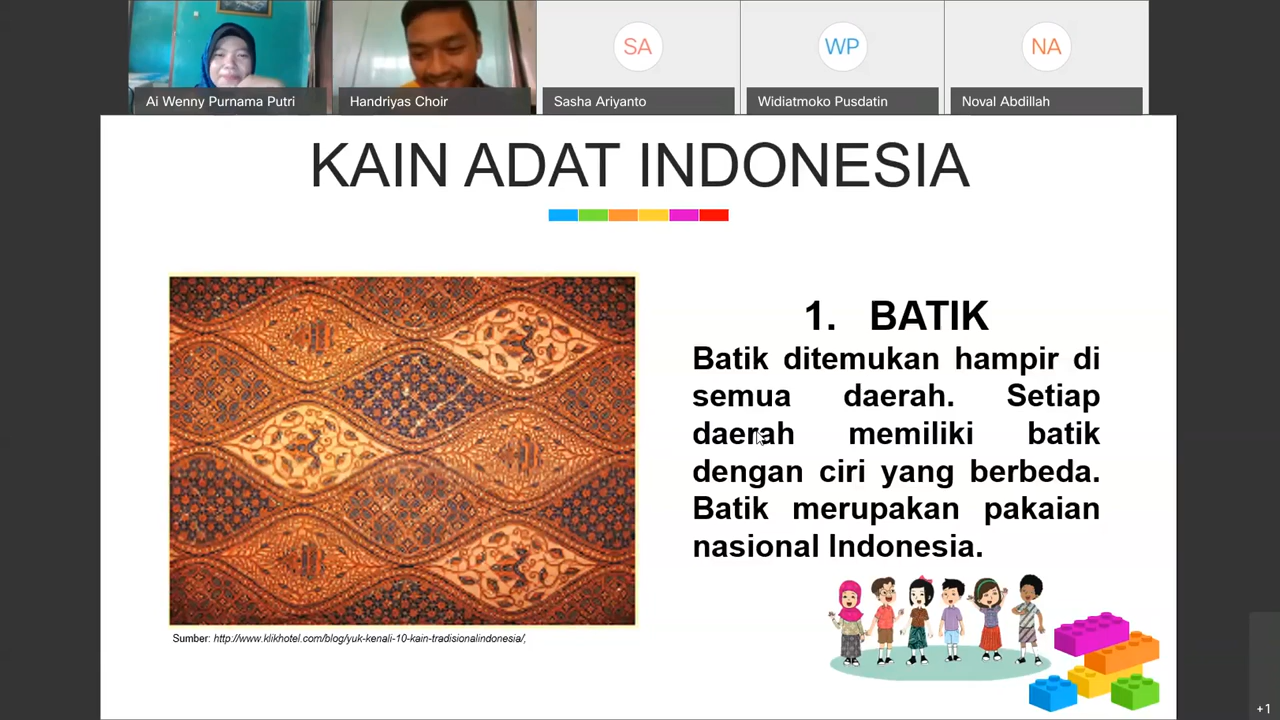 SA
WP
NA
Ai Wenny Purnama Putri
Handriyas Choir
Sasha Ariyanto
Widiatmoko Pusdatin
Noval Abdillah
KAIN ADAT INDONESIA
1. BATIK
Batik ditemukan hampir di
semua daerah. Setiap
daerah memiliki batik
dengan ciri yang berbeda.
Batik merupakan pakaian
nasional Indonesia.
Sumber: http://www.klikhotel.com/blog/yuk-kenali-10-kain-tradisionalindonesia/,
+1